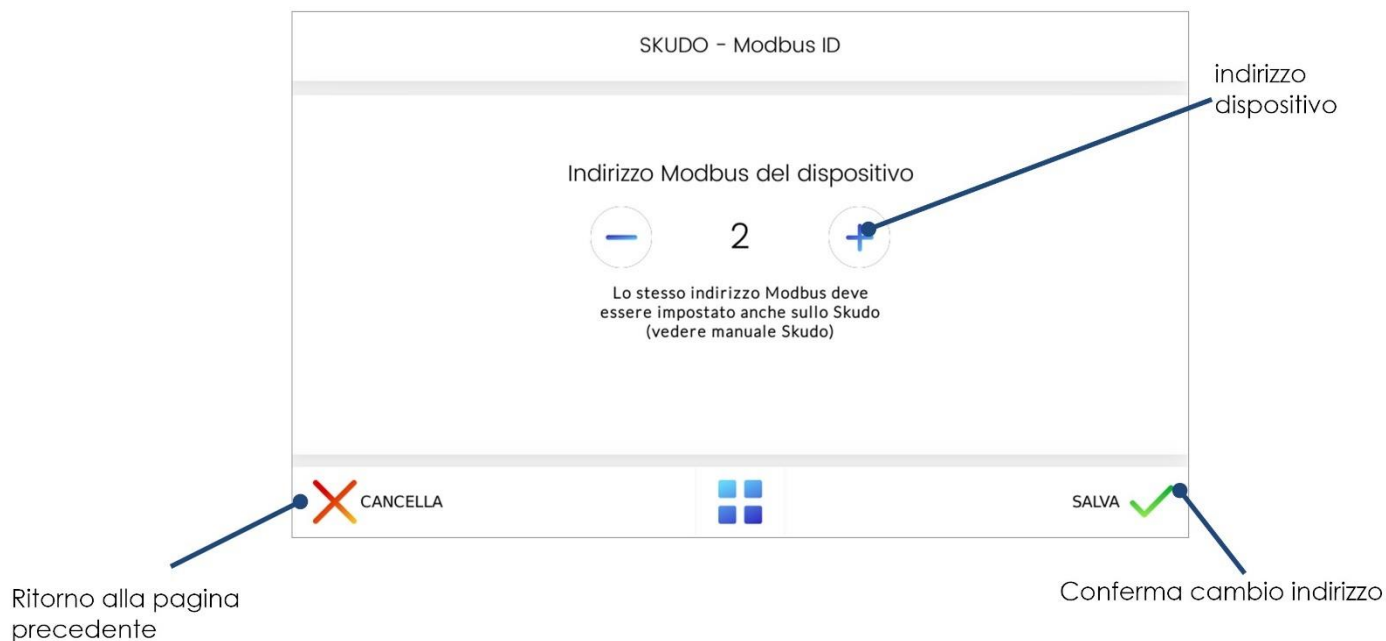 SKUDO - Modbus ID
indirizzo
dispositivo
Indirizzo Modbus del dispositivo
2
Lo stesso indirizzo Modbus deve
essere impostato anche sullo Skudo
(vedere manuale Skudo)
CANCELLA
SALVA
Ritorno alla pagina
precedente
Conferma cambio indirizzo